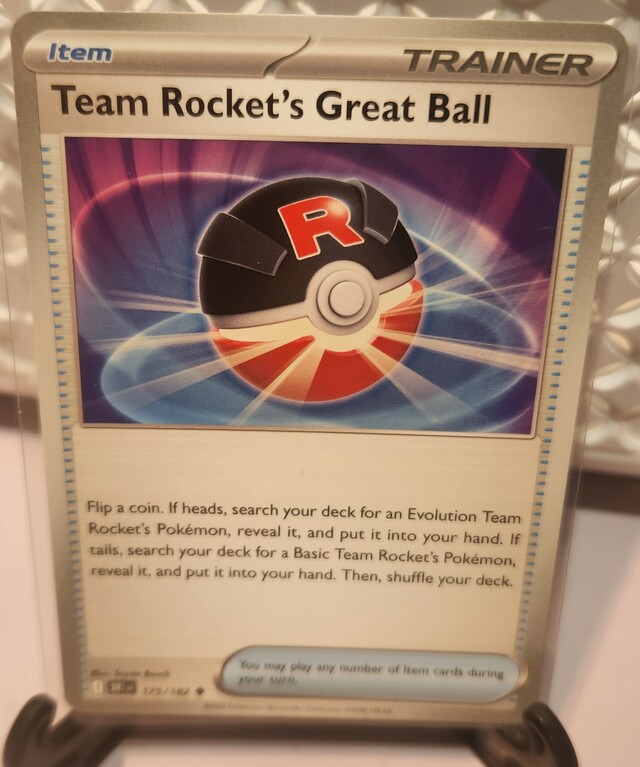 Item
TRAINER
Team Rocket's Great Ball
R
Flip a coin. If heads, search your deck for an Evolution Team
Rocket's Pokémon, reveal it, and put it into your hand. If
tails, search your deck for a Basic Team Rocket's Pokémon,
reveal it, and put it into your hand. Then, shuffle your deck.
You may play any number of Item cards during
your turn.
175/182